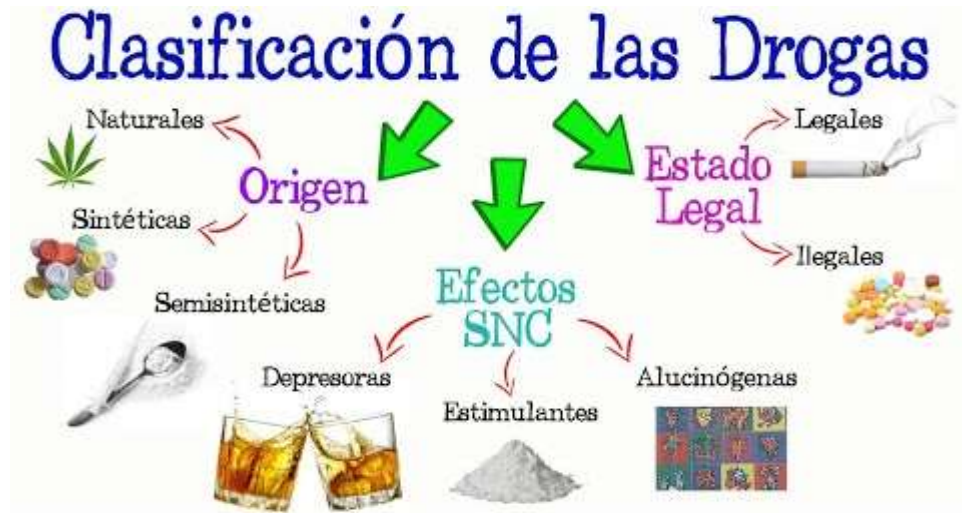 Clasificación de las Drogas
Naturales
Origen
Sintéticas
Semisintéticas
Efectos
SNC
Depresoras
Estimulantes
Alucinógenas
Estado
Legal
Legales
Ilegales